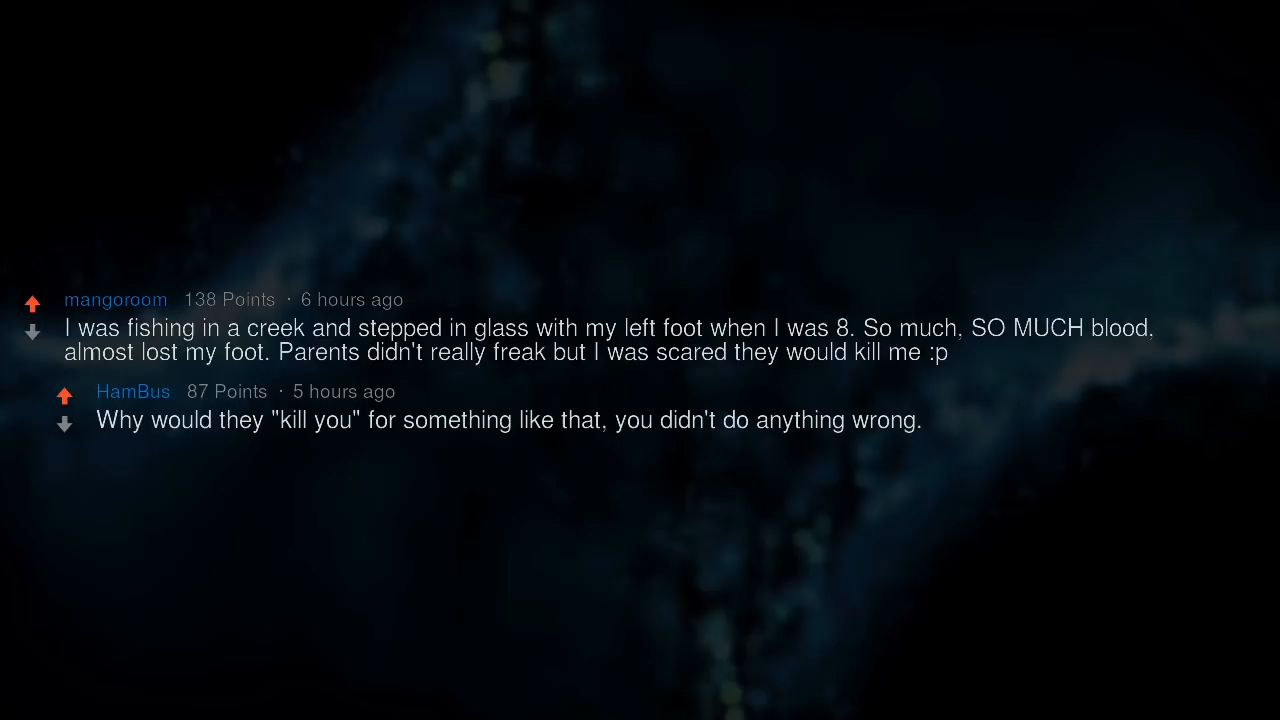 mangoroom 138 Points · 6 hours ago
I was fishing in a creek and stepped in glass with my left foot when I was 8. So much, SO MUCH blood,
almost lost my foot. Parents didn't really freak but I was scared they would kill me :p
HamBus 87 Points · 5 hours ago
Why would they "kill you" for something like that, you didn't do anything wrong.